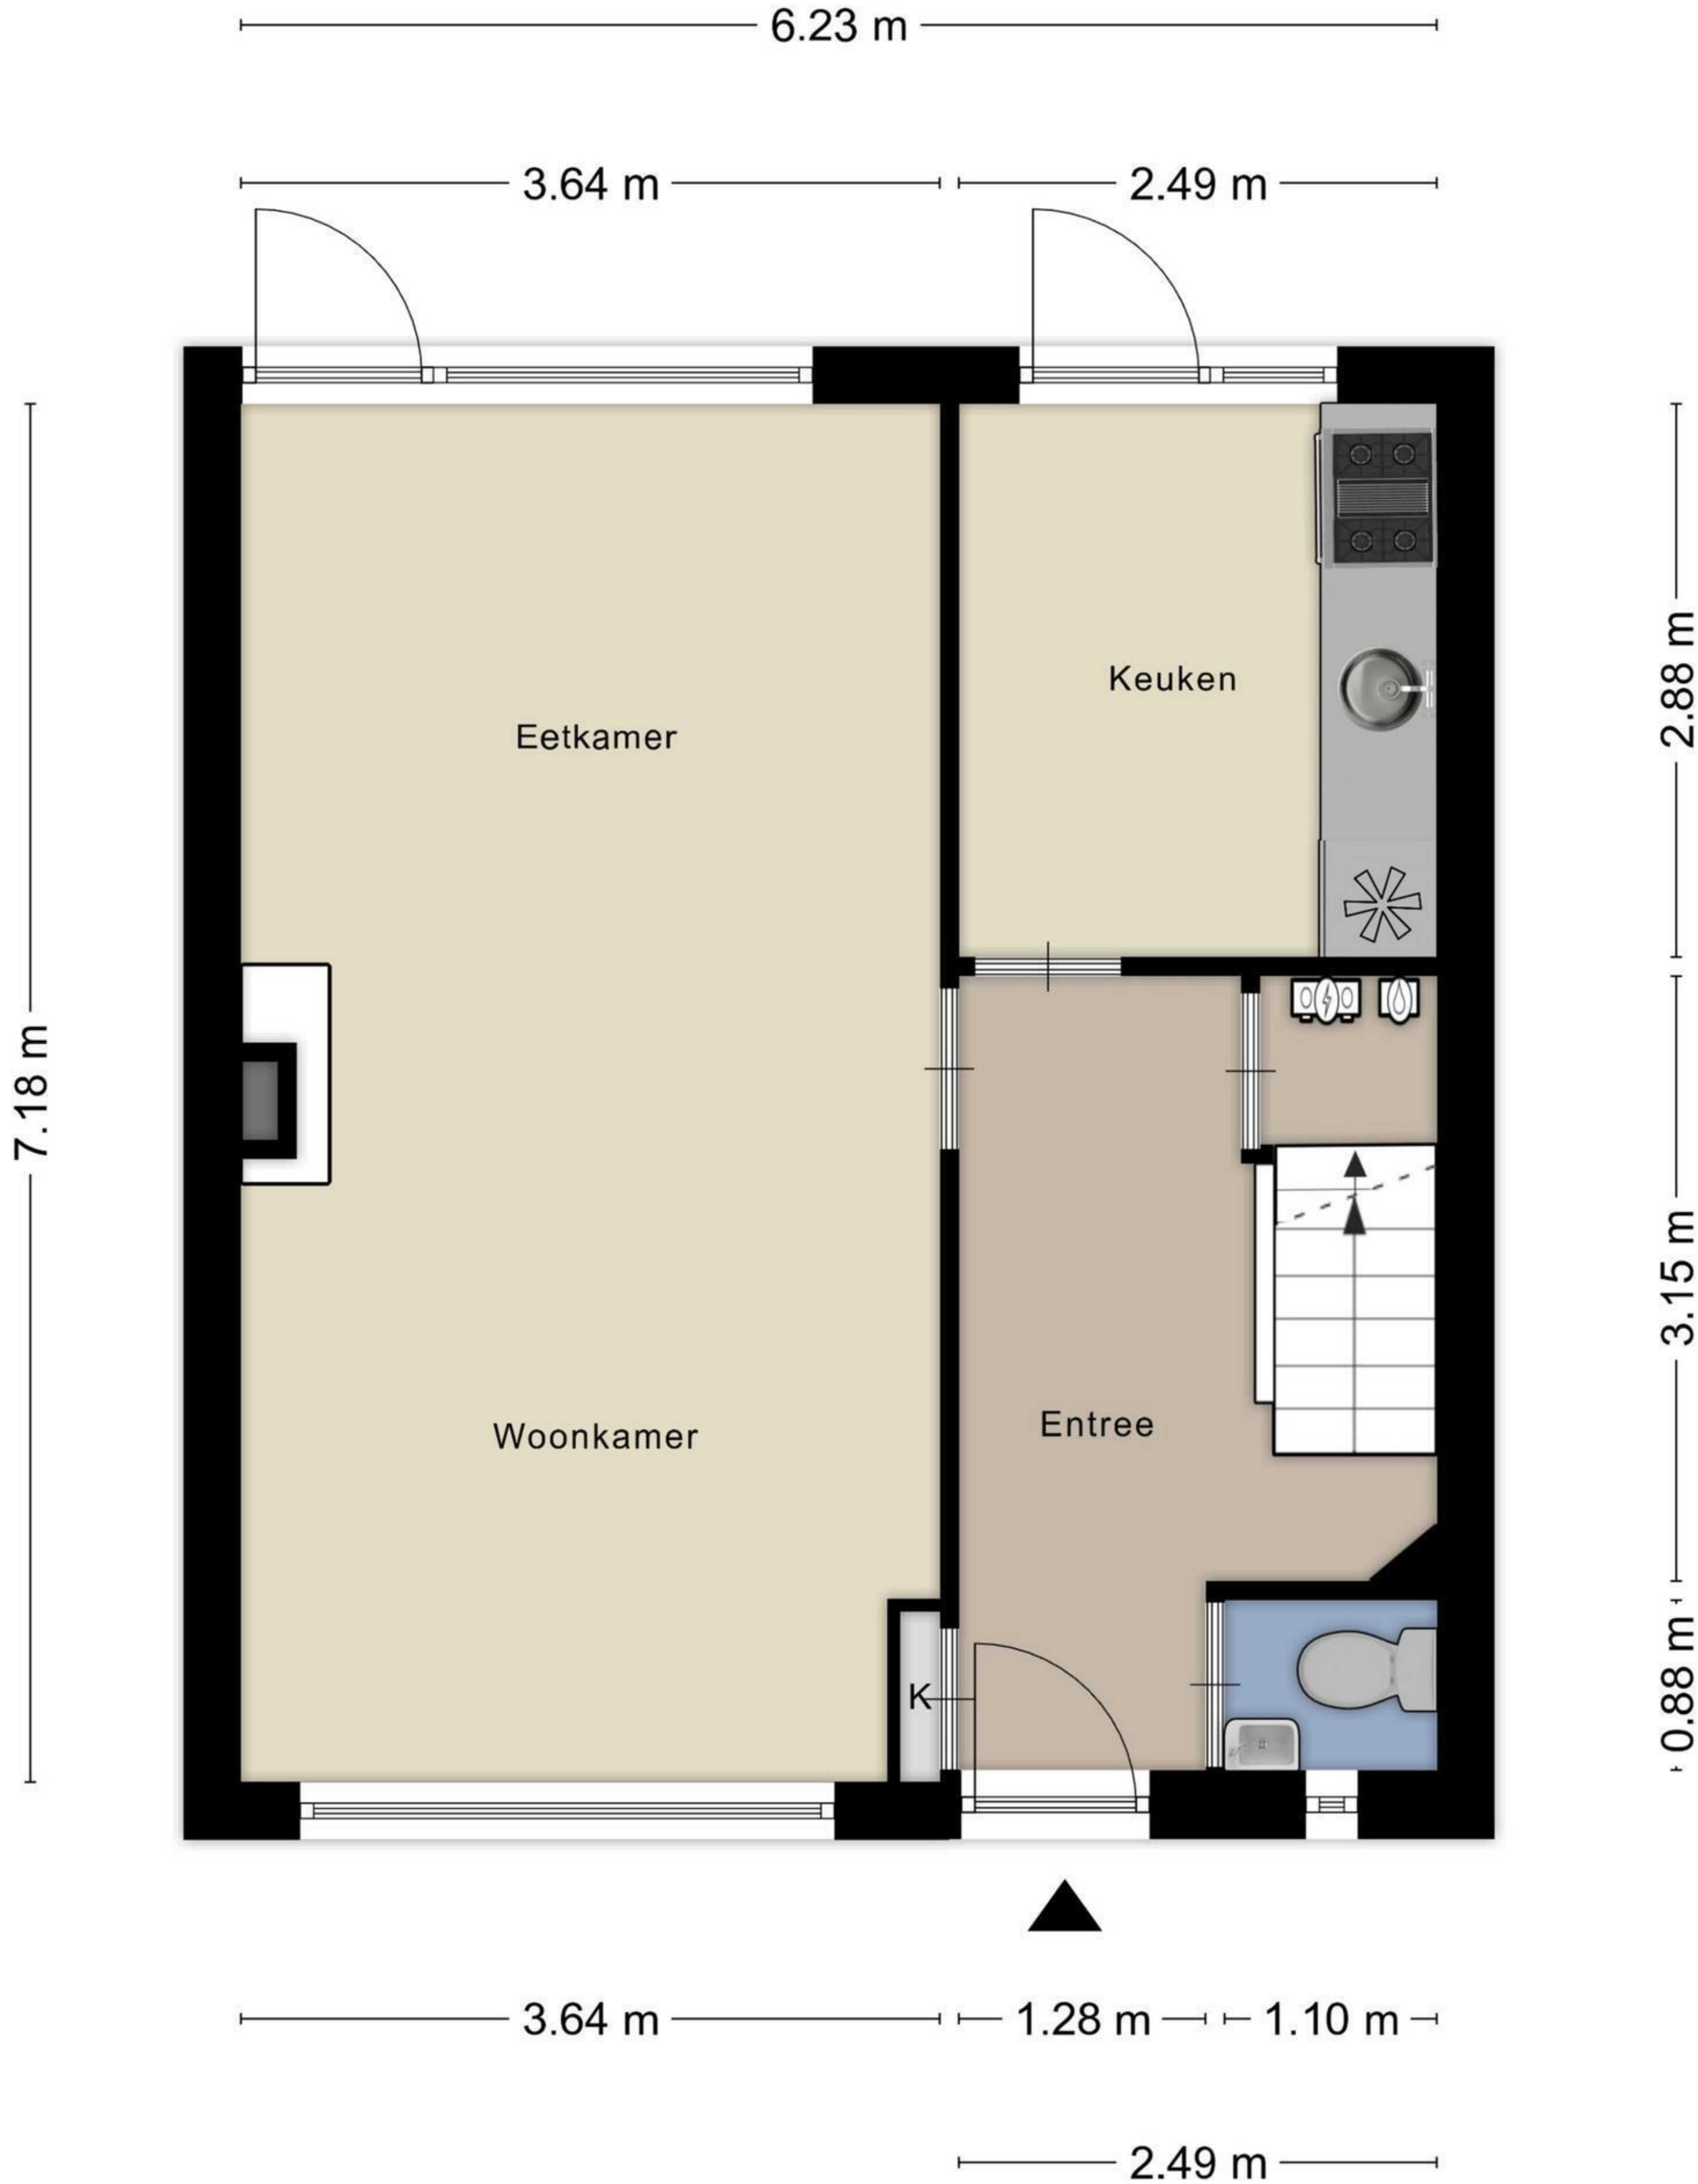 6.23 m
3.64 m
2.49 m
Keuken
2.88 m
Eetkamer
7.18 m
3.15 m
Entree
Woonkamer
K
0.88 m
3.64 m
1.28 m
1.10 m
2.49 m